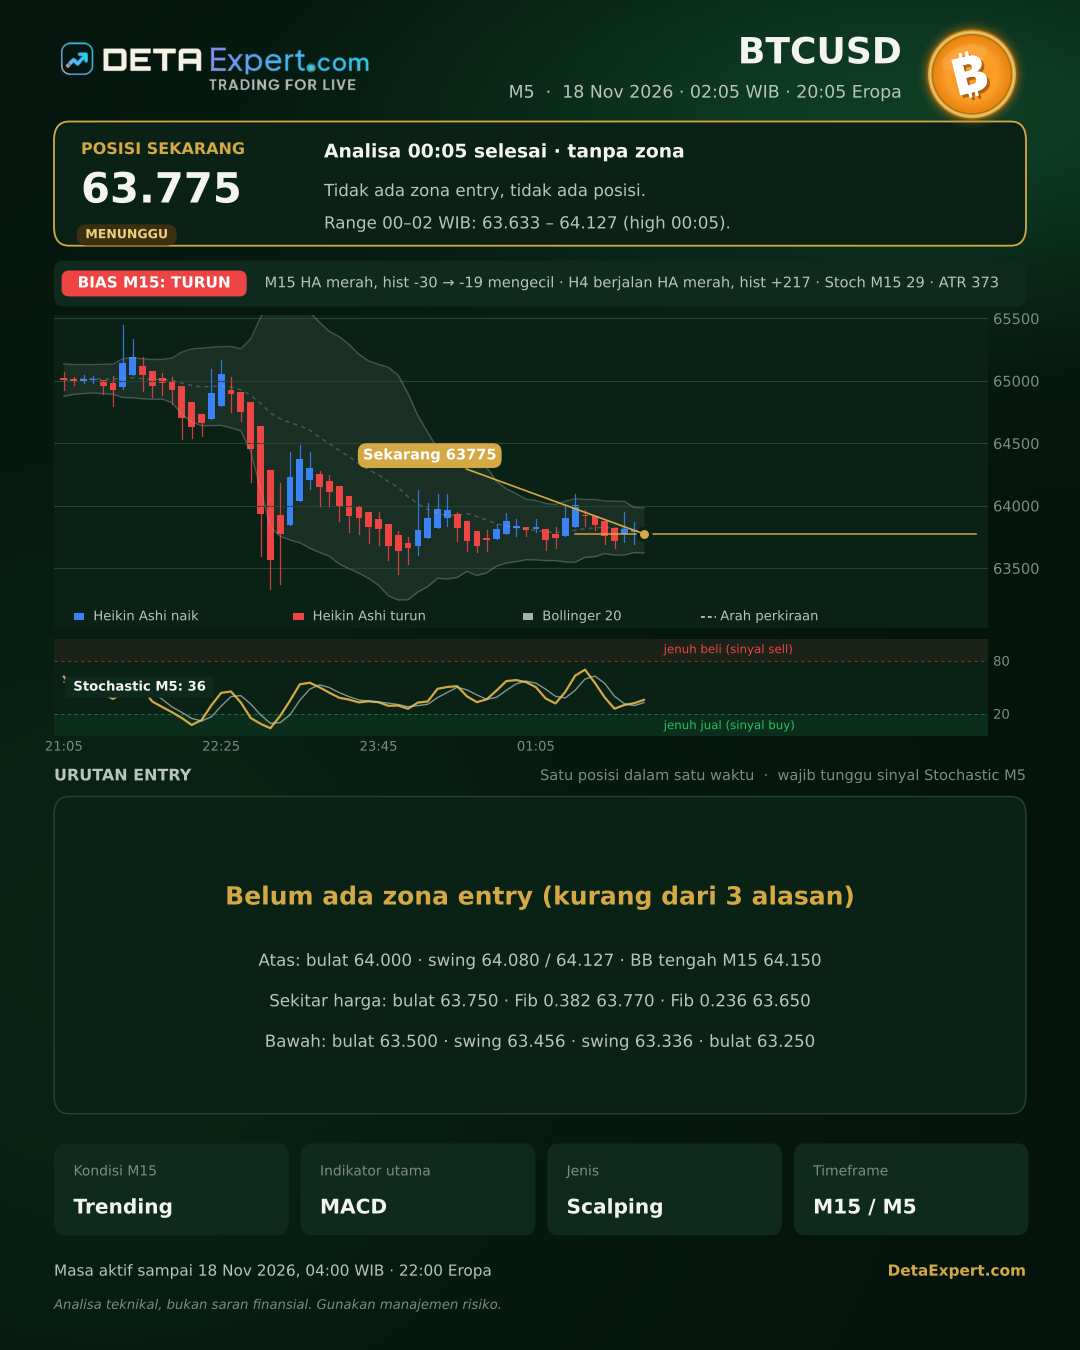 DETA Expert.com
TRADING FOR LIVE
BTCUSD
M5 · 18 Nov 2026 · 02:05 WIB · 20:05 Eropa
POSISI SEKARANG
63.775
MENUNGGU
Analisa 00:05 selesai · tanpa zona
Tidak ada zona entry, tidak ada posisi.
Range 00–02 WIB: 63.633 – 64.127 (high 00:05).
BIAS M15: TURUN
M15 HA merah, hist -30 → -19 mengecil · H4 berjalan HA merah, hist +217 · Stoch M15 29 · ATR 373
65500
65000
64500
64000
63500
Sekarang 63775
Heikin Ashi naik
Heikin Ashi turun
Bollinger 20
Arah perkiraan
jenuh beli (sinyal sell)
80
Stochastic M5: 36
20
jenuh jual (sinyal buy)
21:05 22:25 23:45 01:05
URUTAN ENTRY
Satu posisi dalam satu waktu · wajib tunggu sinyal Stochastic M5
Belum ada zona entry (kurang dari 3 alasan)
Atas: bulat 64.000 · swing 64.080 / 64.127 · BB tengah M15 64.150
Sekitar harga: bulat 63.750 · Fib 0.382 63.770 · Fib 0.236 63.650
Bawah: bulat 63.500 · swing 63.456 · swing 63.336 · bulat 63.250
Kondisi M15
Trending
Indikator utama
MACD
Jenis
Scalping
Timeframe
M15 / M5
Masa aktif sampai 18 Nov 2026, 04:00 WIB · 22:00 Eropa
DetaExpert.com
Analisa teknikal, bukan saran finansial. Gunakan manajemen risiko.